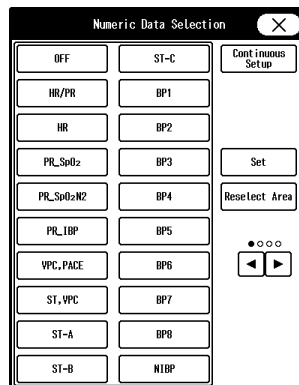 Numeric Data Selection
OFF
HR/PR
HR
PR_SpO₂
PR_SpO₂N2
PR_IBP
VPC,PACE
ST,VPC
ST-A
ST-B
ST-C
BP1
BP2
BP3
BP4
BP5
BP6
BP7
BP8
NIBP
Continuous
Setup
Set
Reselect Area